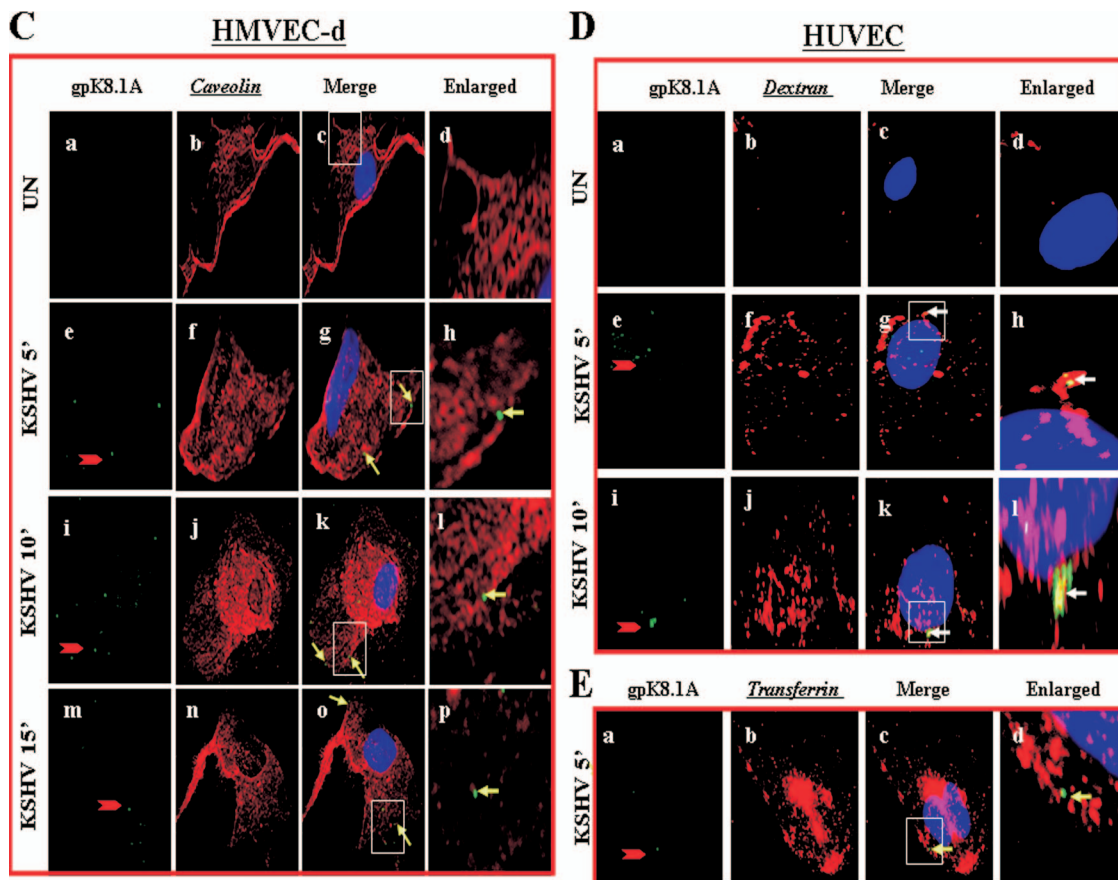 C
HMVEC-d
gpK8.1A Caveolin Merge Enlarged
UN
a b c d
KSHV 5’
e f g h
KSHV 10’
i j k l
KSHV 15’
m n o p
D
HUVEC
gpK8.1A Dextran Merge Enlarged
UN
a b c d
KSHV 5’
e f g h
KSHV 10’
i j k l
E
gpK8.1A Transferrin Merge Enlarged
KSHV 5’
a b c d